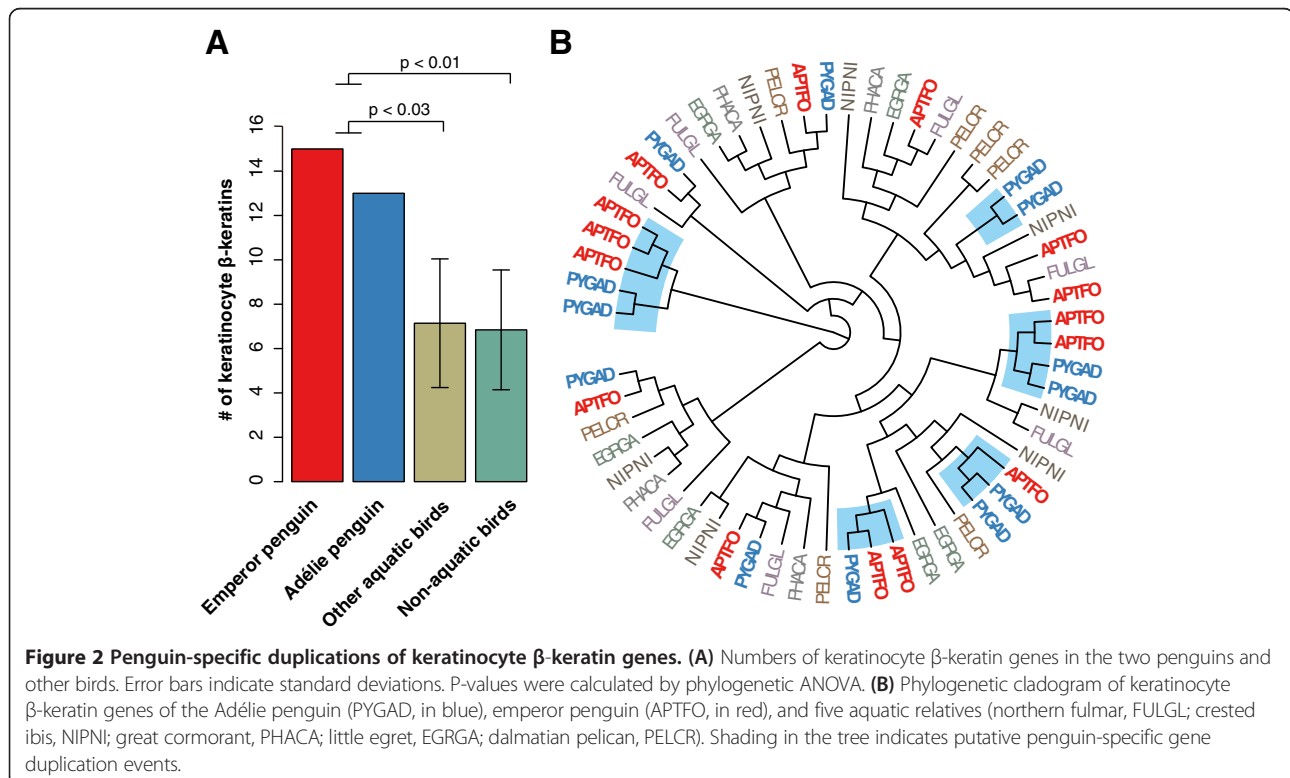 A
B
p < 0.01
p < 0.03
# of keratinocyte β-keratins
16
14
12
10
8
6
4
2
0
Emperor penguin
Adélie penguin
Other aquatic birds
Non-aquatic birds
NIPNI
PHACA
EGRGA
APTFO
FULGL
PELCR
PELCR
PELCR
PYGAD
PYGAD
NIPNI
APTFO
FULGL
APTFO
APTFO
APTFO
PYGAD
PYGAD
NIPNI
FULGL
NIPNI
APTFO
PYGAD
PYGAD
PELCR
EGRGA
EGRGA
APTFO
APTFO
PYGAD
PELCR
PHACA
FULGL
PYGAD
APTFO
NIPNI
EGRGA
FULGL
PHACA
NIPNI
EGRGA
PELCR
APTFO
PYGAD
PYGAD
PYGAD
APTFO
APTFO
APTFO
FULGL
APTFO
PYGAD
FULGL
EGRGA
PHACA
NIPNI
PELCR
APTFO
PYGAD
Figure 2 Penguin-specific duplications of keratinocyte β-keratin genes. (A) Numbers of keratinocyte β-keratin genes in the two penguins and
other birds. Error bars indicate standard deviations. P-values were calculated by phylogenetic ANOVA. (B) Phylogenetic cladogram of keratinocyte
β-keratin genes of the Adélie penguin (PYGAD, in blue), emperor penguin (APTFO, in red), and five aquatic relatives (northern fulmar, FULGL; crested
ibis, NIPNI; great cormorant, PHACA; little egret, EGRGA; dalmatian pelican, PELCR). Shading in the tree indicates putative penguin-specific gene
duplication events.